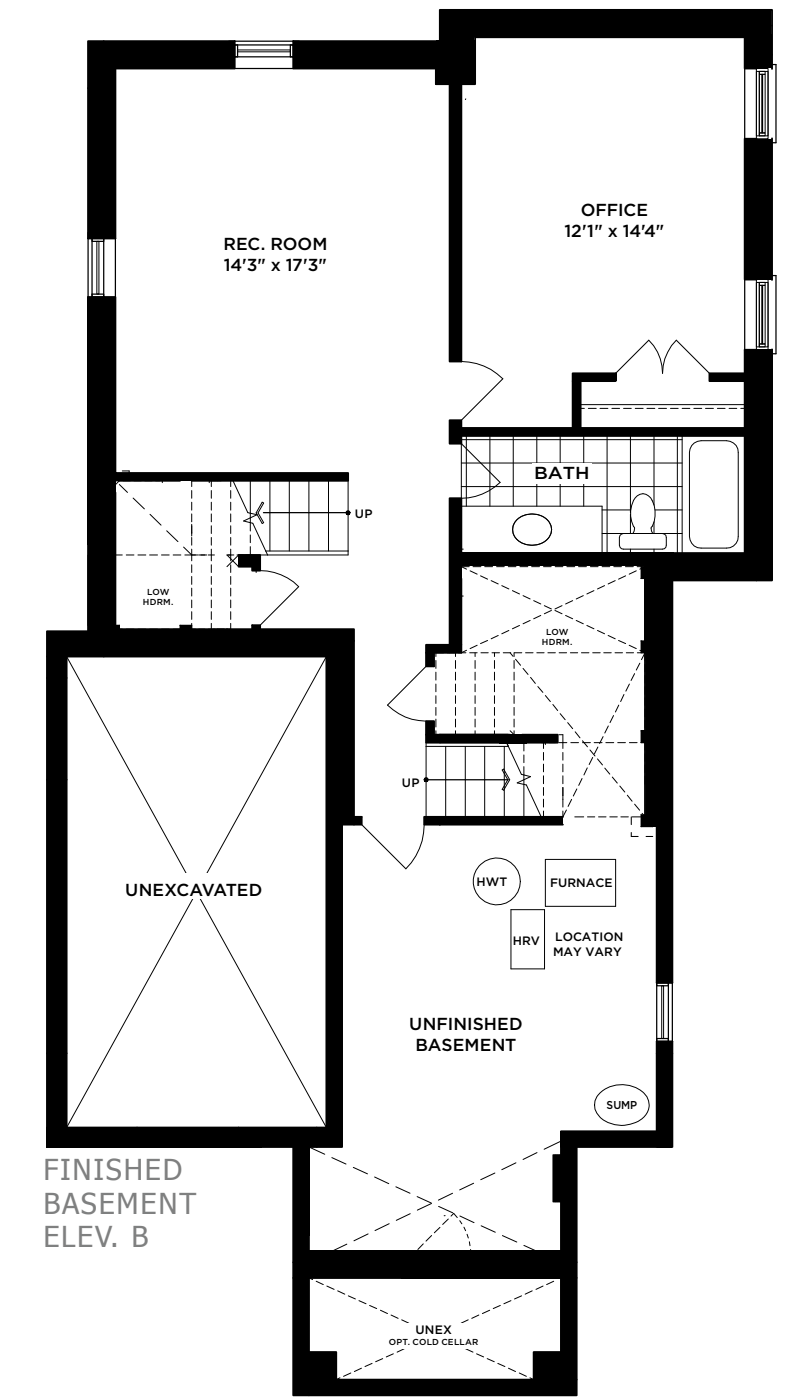 OFFICE
12'1" x 14'4"
REC. ROOM
14'3" x 17'3"
BATH
UP
LOW
HDRM.
LOW
HDRM.
UP
UNEXCAVATED
HWT
FURNACE
HRV
LOCATION
MAY VARY
UNFINISHED
BASEMENT
SUMP
FINISHED
BASEMENT
ELEV. B
UNEX
OPT. COLD CELLAR